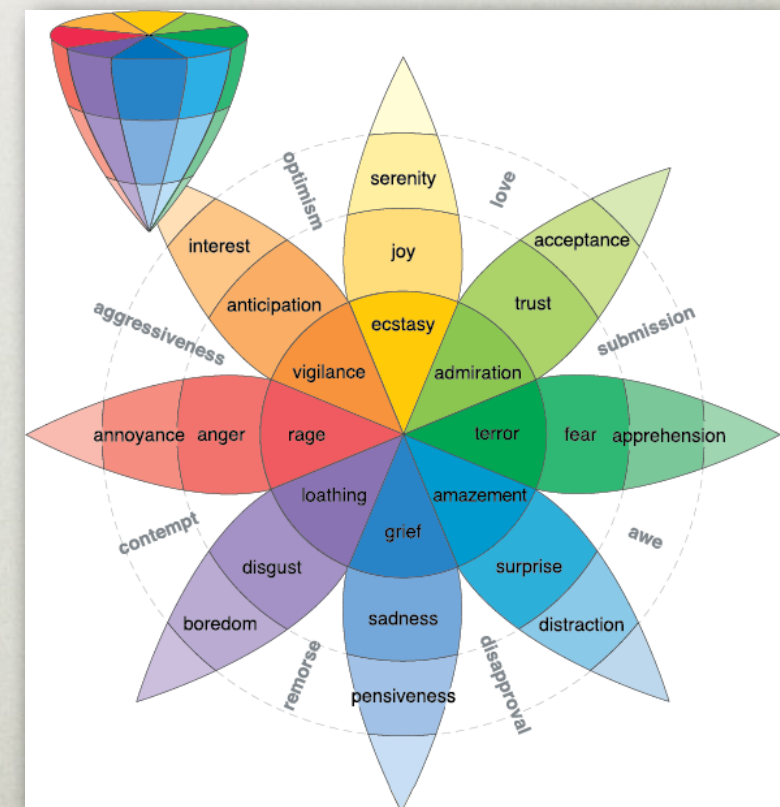 optimism
love
serenity
interest
acceptance
joy
anticipation
trust
aggressiveness
submission
ecstasy
vigilance
admiration
annoyance
anger
rage
terror
fear
apprehension
loathing
amazement
contempt
grief
awe
disgust
surprise
boredom
sadness
distraction
remorse
disapproval
pensiveness